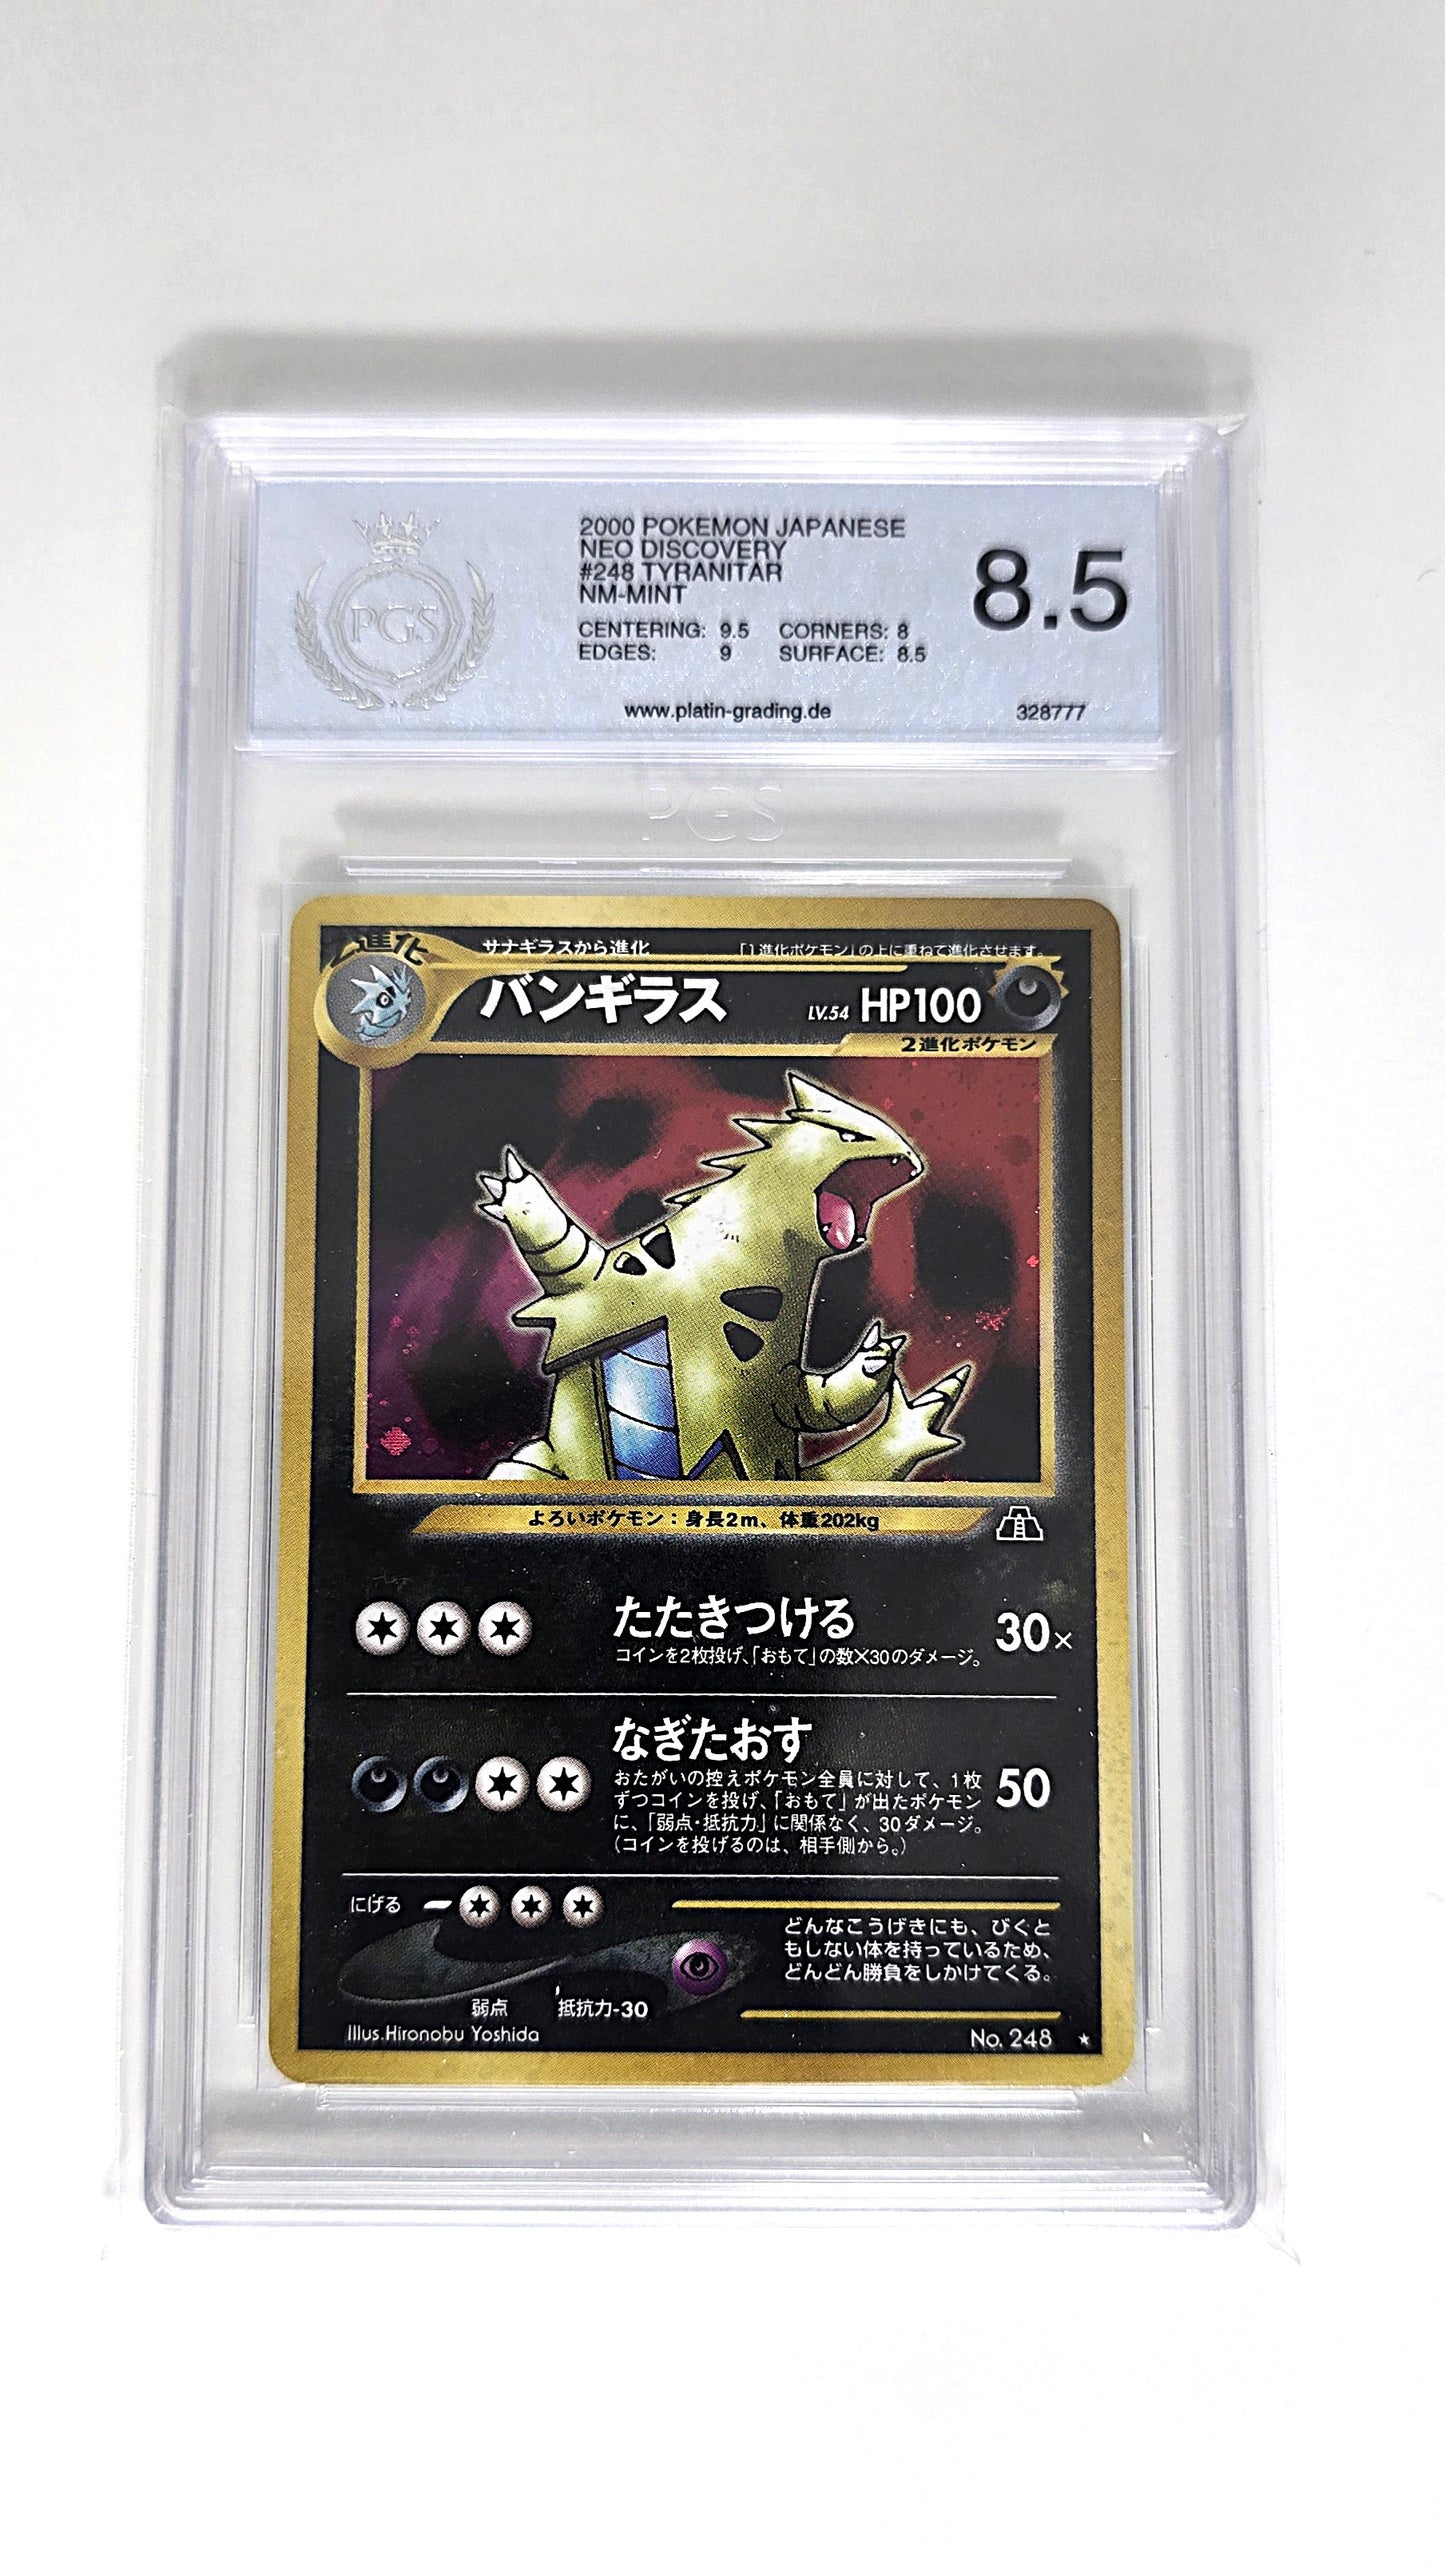 PGS
2000 POKEMON JAPANESE
NEO DISCOVERY
#248 TYRANITAR
NM-MINT
CENTERING: 9.5 CORNERS: 8
EDGES: 9 SURFACE: 8.5
8.5
www.platin-grading.de
328777
PGS
2進化
サナギラスから進化
「1進化ポケモン」の上に重ねて進化させます。
バンギラス LV.54 HP100
2進化ポケモン
よろいポケモン：身長2m、体重202kg
たたきつける 30×
コインを2枚投げ、「おもて」の数×30のダメージ。
なぎたおす 50
おたがいの控えポケモン全員に対して、1枚
ずつコインを投げ、「おもて」が出たポケモン
に、「弱点・抵抗力」に関係なく、30ダメージ。
（コインを投げるのは、相手側から。）
にげる
どんなこうげきにも、びくと
もしない体を持っているため、
どんどん勝負をしかけてくる。
弱点 抵抗力-30
Illus.Hironobu Yoshida
No. 248 ★